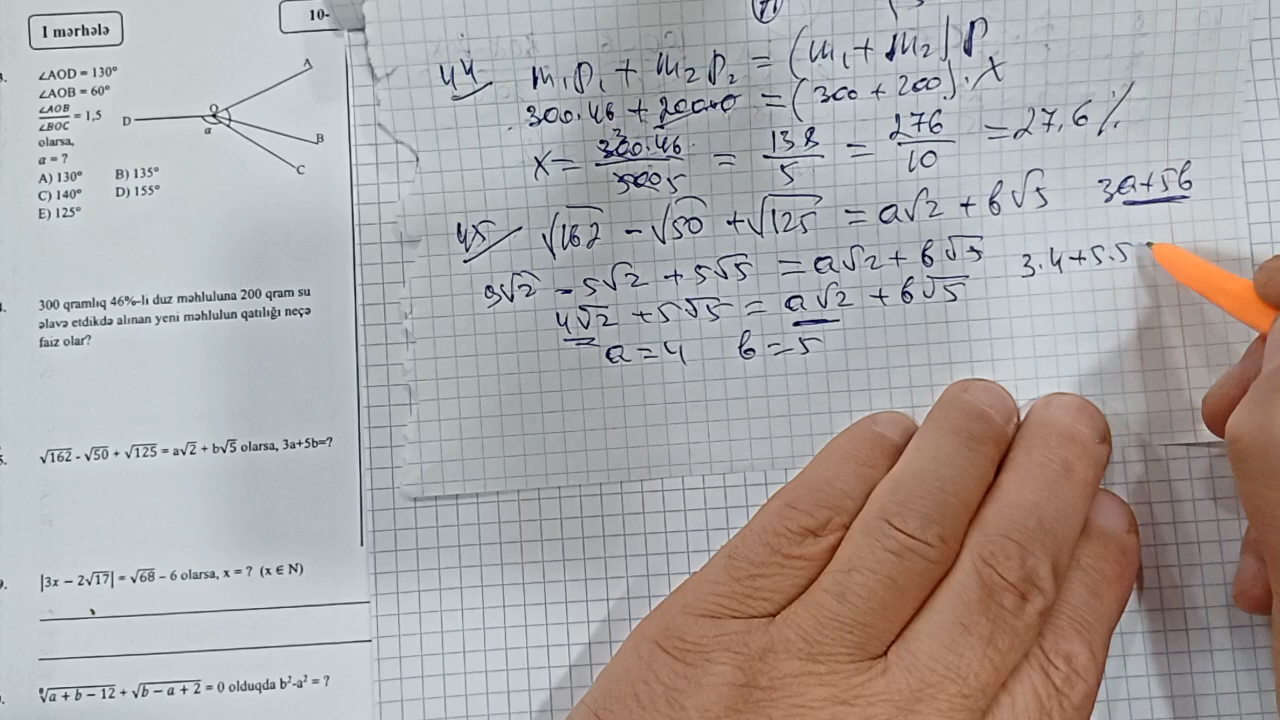 I mərhələ
10-
∠AOD = 130°
∠AOB = 60°
∠AOB/∠BOC = 1,5
olarsa,
α = ?
A) 130° B) 135°
C) 140° D) 155°
E) 125°
A
O
D
α
B
C
300 qramlıq 46%-li duz məhluluna 200 qram su
əlavə etdikdə alınan yeni məhlulun qatılığı neçə
faiz olar?
√162 - √50 + √125 = a√2 + b√5 olarsa, 3a+5b=?
|3x − 2√17| = √68 − 6 olarsa, x = ? (x ∈ N)
√a + b − 12 + √b − a + 2 = 0 olduqda b²-a² = ?
44 m₁p₁ + m₂p₂ = (m₁ + m₂) p
300.46 + 200.0 = (300 + 200).x
x = 300.46/500 = 138/5 = 276/10 = 27,6%
45 √162 − √50 + √125 = a√2 + b√5 3a+5b
9√2 − 5√2 + 5√5 = a√2 + b√5 3.4+5.5
4√2 + 5√5 = a√2 + b√5
a = 4 b = 5